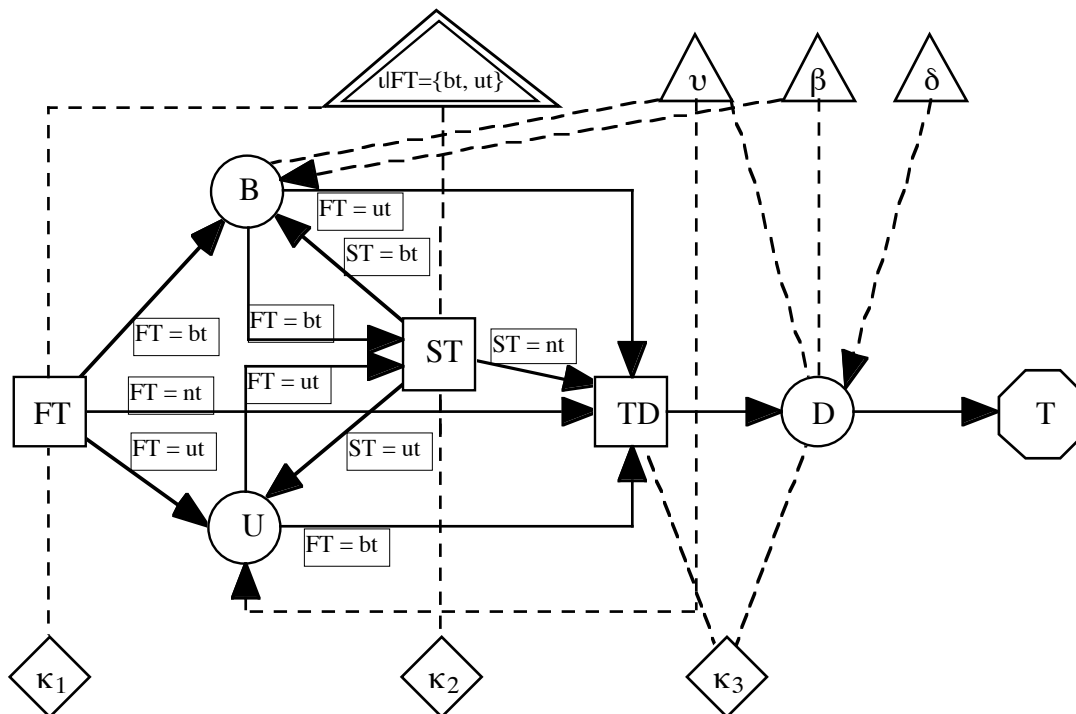 ι|FT={bt, ut}
υ
β
δ
B
FT = ut
ST = bt
FT = bt
FT = bt
ST
ST = nt
FT = ut
FT = nt
FT
TD
D
T
FT = ut
ST = ut
U
FT = bt
κ1
κ2
κ3